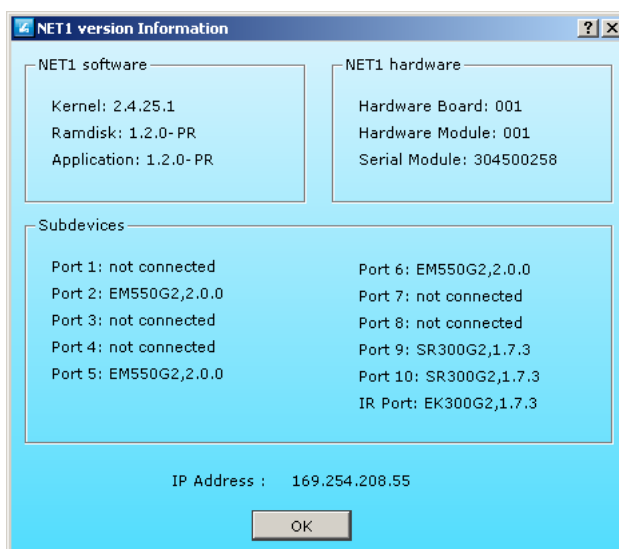 NET1 version Information
NET1 software
Kernel: 2.4.25.1
Ramdisk: 1.2.0-PR
Application: 1.2.0-PR
NET1 hardware
Hardware Board: 001
Hardware Module: 001
Serial Module: 304500258
Subdevices
Port 1: not connected
Port 2: EM550G2,2.0.0
Port 3: not connected
Port 4: not connected
Port 5: EM550G2,2.0.0
Port 6: EM550G2,2.0.0
Port 7: not connected
Port 8: not connected
Port 9: SR300G2,1.7.3
Port 10: SR300G2,1.7.3
IR Port: EK300G2,1.7.3
IP Address : 169.254.208.55
OK